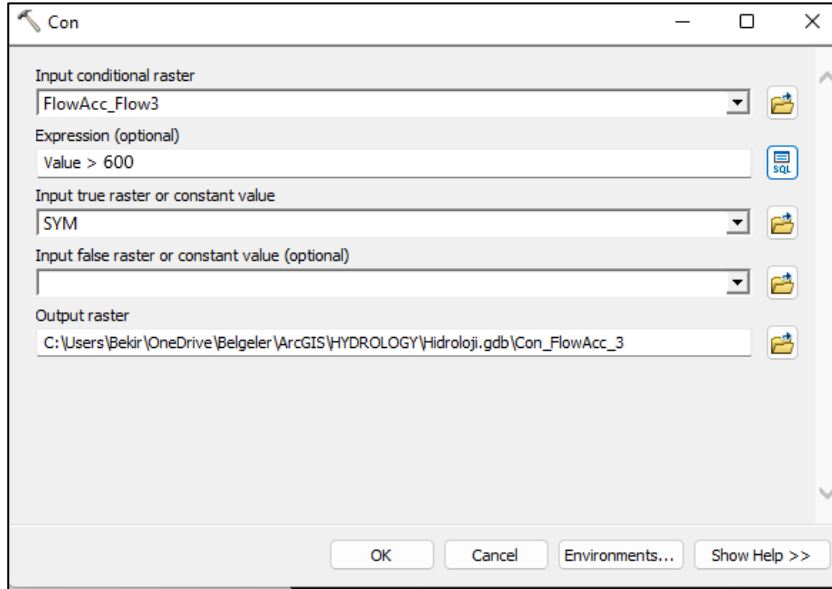 Con
Input conditional raster
FlowAcc_Flow3
Expression (optional)
Value > 600
SQL
Input true raster or constant value
SYM
Input false raster or constant value (optional)
Output raster
C:\Users\Bekir\OneDrive\Belgeler\ArcGIS\HYDROLOGY\Hidroloji.gdb\Con_FlowAcc_3
OK Cancel Environments... Show Help >>